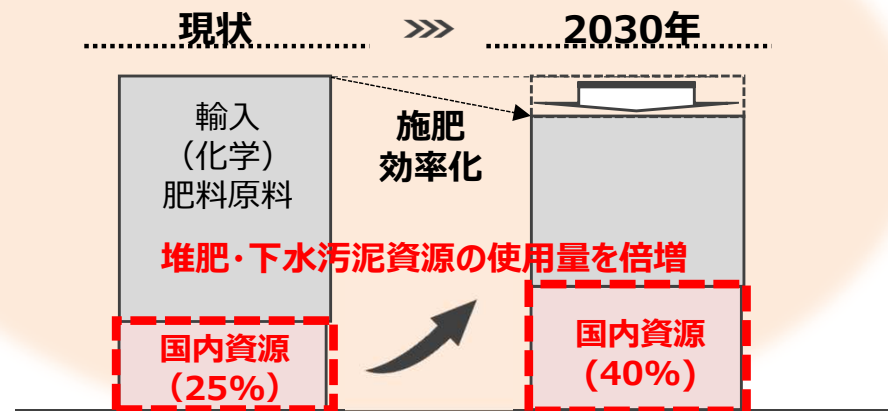 現状
2030年
輸入
（化学）
肥料原料
施肥
効率化
堆肥･下水汚泥資源の使用量を倍増
国内資源
（25%）
国内資源
(40%)